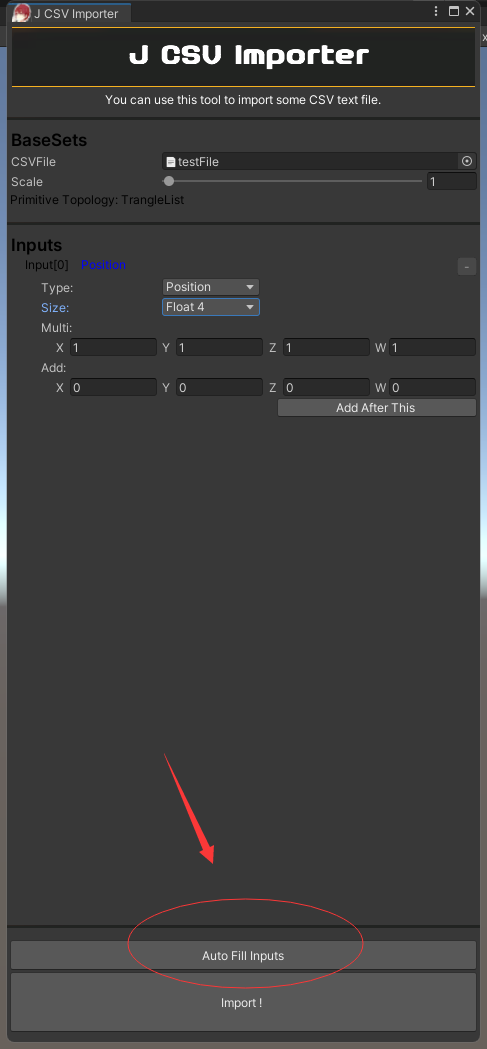 J CSV Importer
J CSV Importer
You can use this tool to import some CSV text file.
BaseSets
CSVFile testFile
Scale 1
Primitive Topology: TrangleList
Inputs
Input[0] Position -
Type: Position
Size: Float 4
Multi:
X 1 Y 1 Z 1 W 1
Add:
X 0 Y 0 Z 0 W 0
Add After This
Auto Fill Inputs
Import !